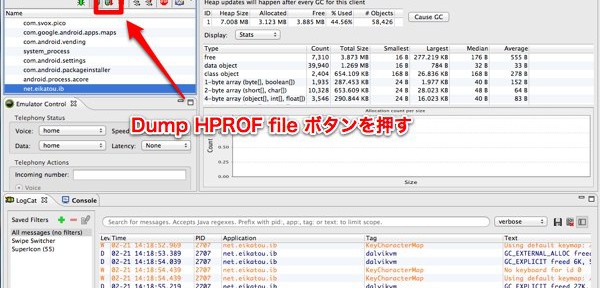 Heap updates will happen after every GC for this client
Name
com.svox.pico
com.google.android.apps.maps
com.android.vending
system_process
com.android.settings
com.android.packageinstaller
android.process.acore
net.eikatou.ib
ID Heap Size Allocated Free % Used # Objects
1 7.008 MB 3.123 MB 3.885 MB 44.56% 58,426
Cause GC
Display: Stats
Type Count Total Size Smallest Largest Median Average
free 7,310 3.873 MB 16 B 277.219 KB 176 B 555 B
data object 39,940 1.269 MB 16 B 784 B 32 B 33 B
class object 2,404 654.109 KB 168 B 26.836 KB 168 B 278 B
1-byte array (byte[], boolean[]) 1,935 287.453 KB 24 B 1.977 KB 40 B 152 B
2-byte array (short[], char[]) 10,328 653.609 KB 24 B 28.023 KB 48 B 64 B
4-byte array (object[], int[], float[]) 3,546 290.844 KB 24 B 16.023 KB 40 B 83 B
Emulator Control
Telephony Status
Voice: home Speed
Data: home Latency: None
Telephony Actions
Incoming number:
Voice
Dump HPROF file ボタンを押す
Allocation count per size
Count
Size
LogCat Console
Saved Filters
All messages (no filters)
Swipe Switcher
SuperIcon (55)
Search for messages. Accepts Java regexes. Prefix with pid:, app:, tag: or text: to limit scope.
verbose
Time PID Application Tag Text
W 02-21 14:18:52.969 2707 net.eikatou.ib KeyCharacterMap Using default keymap:
D 02-21 14:18:53.389 2707 net.eikatou.ib dalvikvm GC_EXTERNAL_ALLOC freed
D 02-21 14:18:54.039 2707 net.eikatou.ib dalvikvm GC_EXPLICIT freed 6K, 5
W 02-21 14:18:54.439 2707 net.eikatou.ib KeyCharacterMap No keyboard for id 0
W 02-21 14:18:54.439 2707 net.eikatou.ib KeyCharacterMap Using default keymap:
net.eikatou.ib dalvikvm GC_EXPLICIT freed 27K,